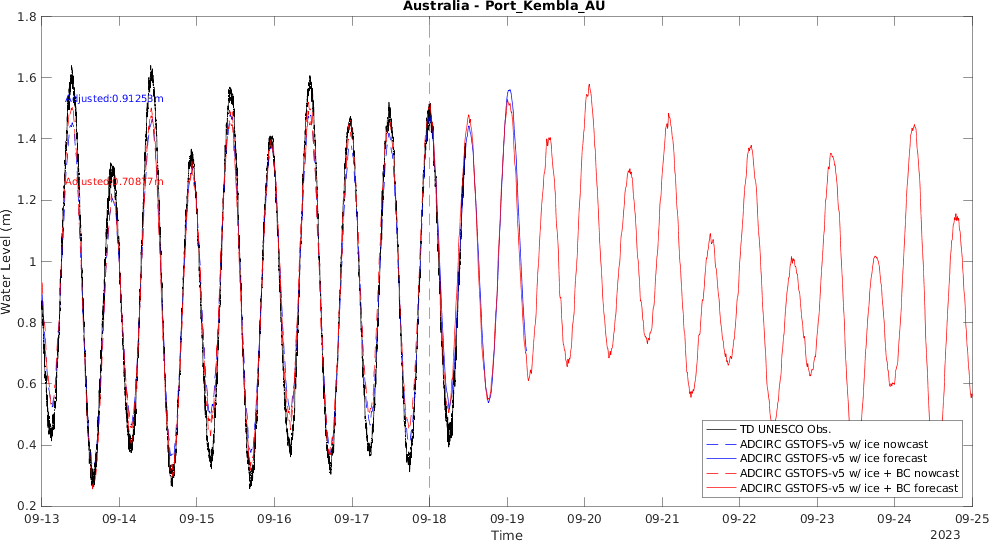 Australia - Port_Kembla_AU
1.8
1.6
1.4
1.2
1
0.8
0.6
0.4
0.2
Water Level (m)
Adjusted:0.91253m
Adjusted:0.70877m
TD UNESCO Obs.
ADCIRC GSTOFS-v5 w/ ice nowcast
ADCIRC GSTOFS-v5 w/ ice forecast
ADCIRC GSTOFS-v5 w/ ice + BC nowcast
ADCIRC GSTOFS-v5 w/ ice + BC forecast
09-13 09-14 09-15 09-16 09-17 09-18 09-19 09-20 09-21 09-22 09-23 09-24 09-25
Time
2023